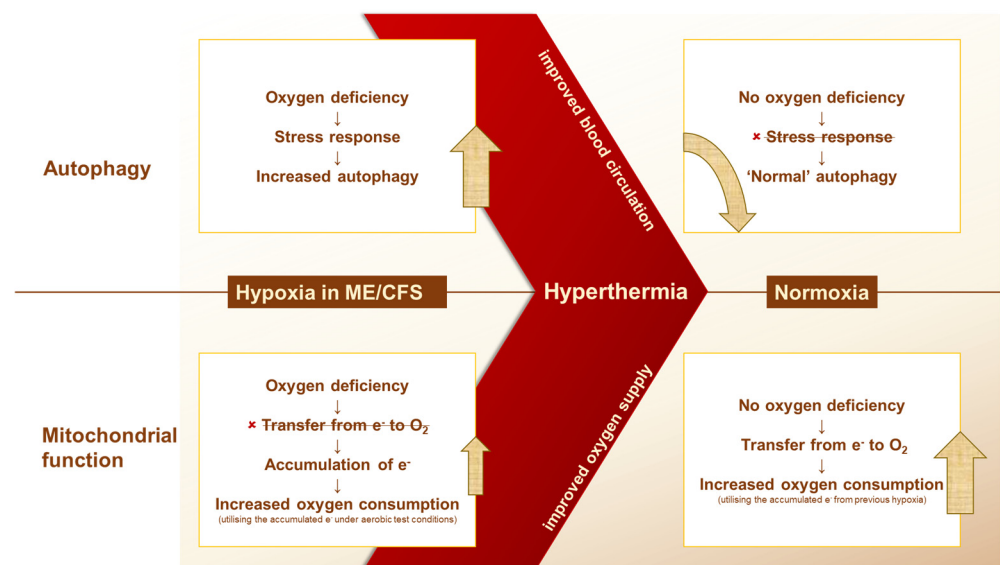 Autophagy
Oxygen deficiency
↓
Stress response
↓
Increased autophagy
improved blood circulation
No oxygen deficiency
↓
✘ Stress response
↓
‘Normal’ autophagy
Hypoxia in ME/CFS
Hyperthermia
Normoxia
Mitochondrial
function
Oxygen deficiency
↓
✘ Transfer from e⁻ to O₂
↓
Accumulation of e⁻
↓
Increased oxygen consumption
(utilising the accumulated e⁻ under aerobic test conditions)
improved oxygen supply
No oxygen deficiency
↓
Transfer from e⁻ to O₂
↓
Increased oxygen consumption
(utilising the accumulated e⁻ from previous hypoxia)